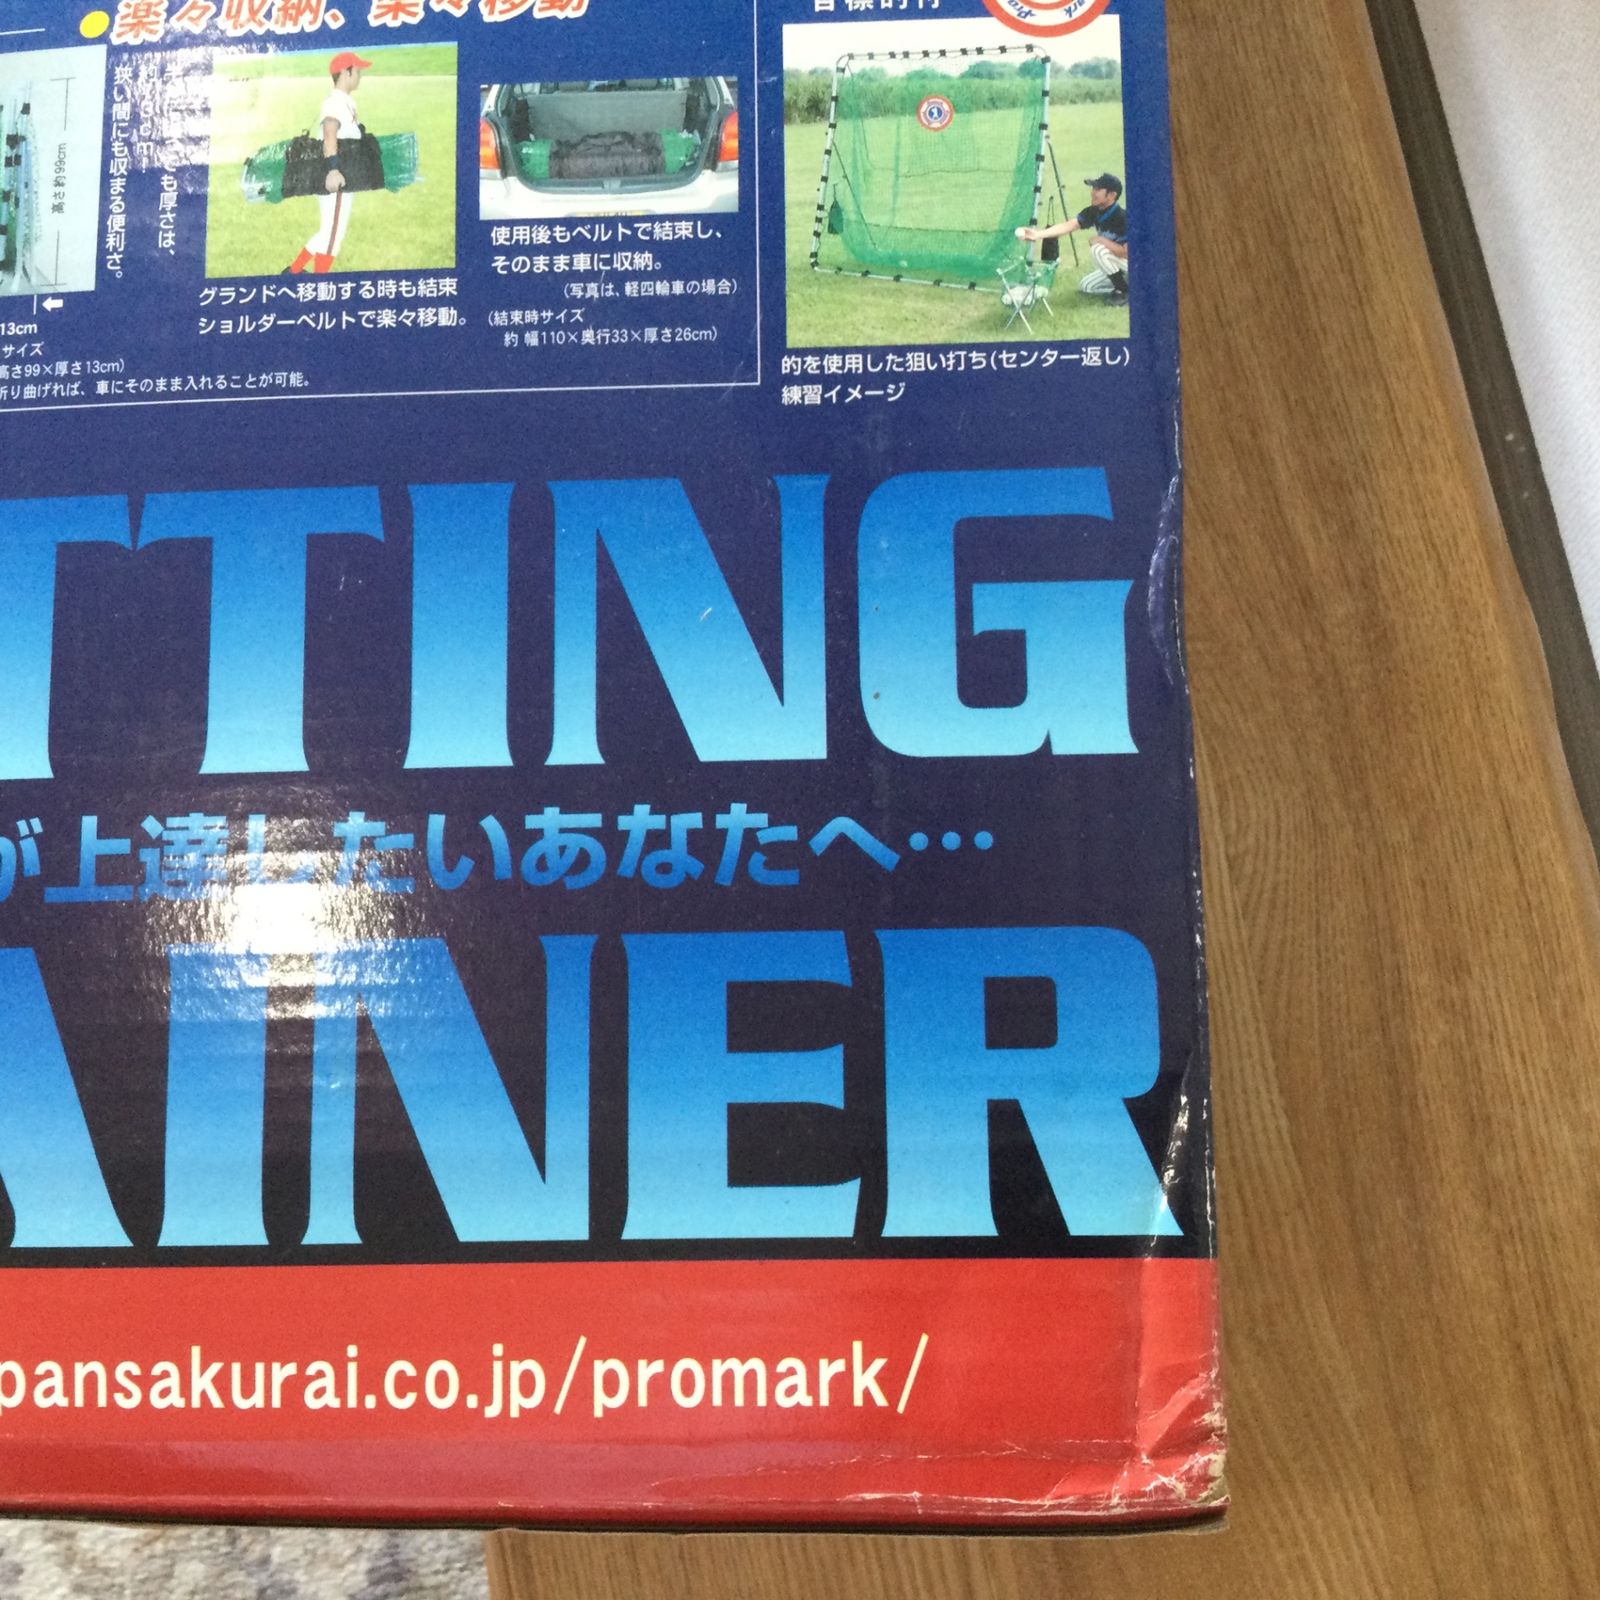 楽々収納、楽々移動
目標的付
高さ約99cm
狭い間にも収まる便利さ。
グランドへ移動する時も結束
ショルダーベルトで楽々移動。
使用後もベルトで結束し、
そのまま車に収納。
(写真は、軽四輪車の場合)
(結束時サイズ
約 幅110×奥行33×厚さ26cm)
13cm
サイズ
高さ99×厚さ13cm)
折り曲げれば、車にそのまま入れることが可能。
的を使用した狙い打ち(センター返し)
練習イメージ
TTING
が上達したいあなたへ…
AINER
pansakurai.co.jp/promark/